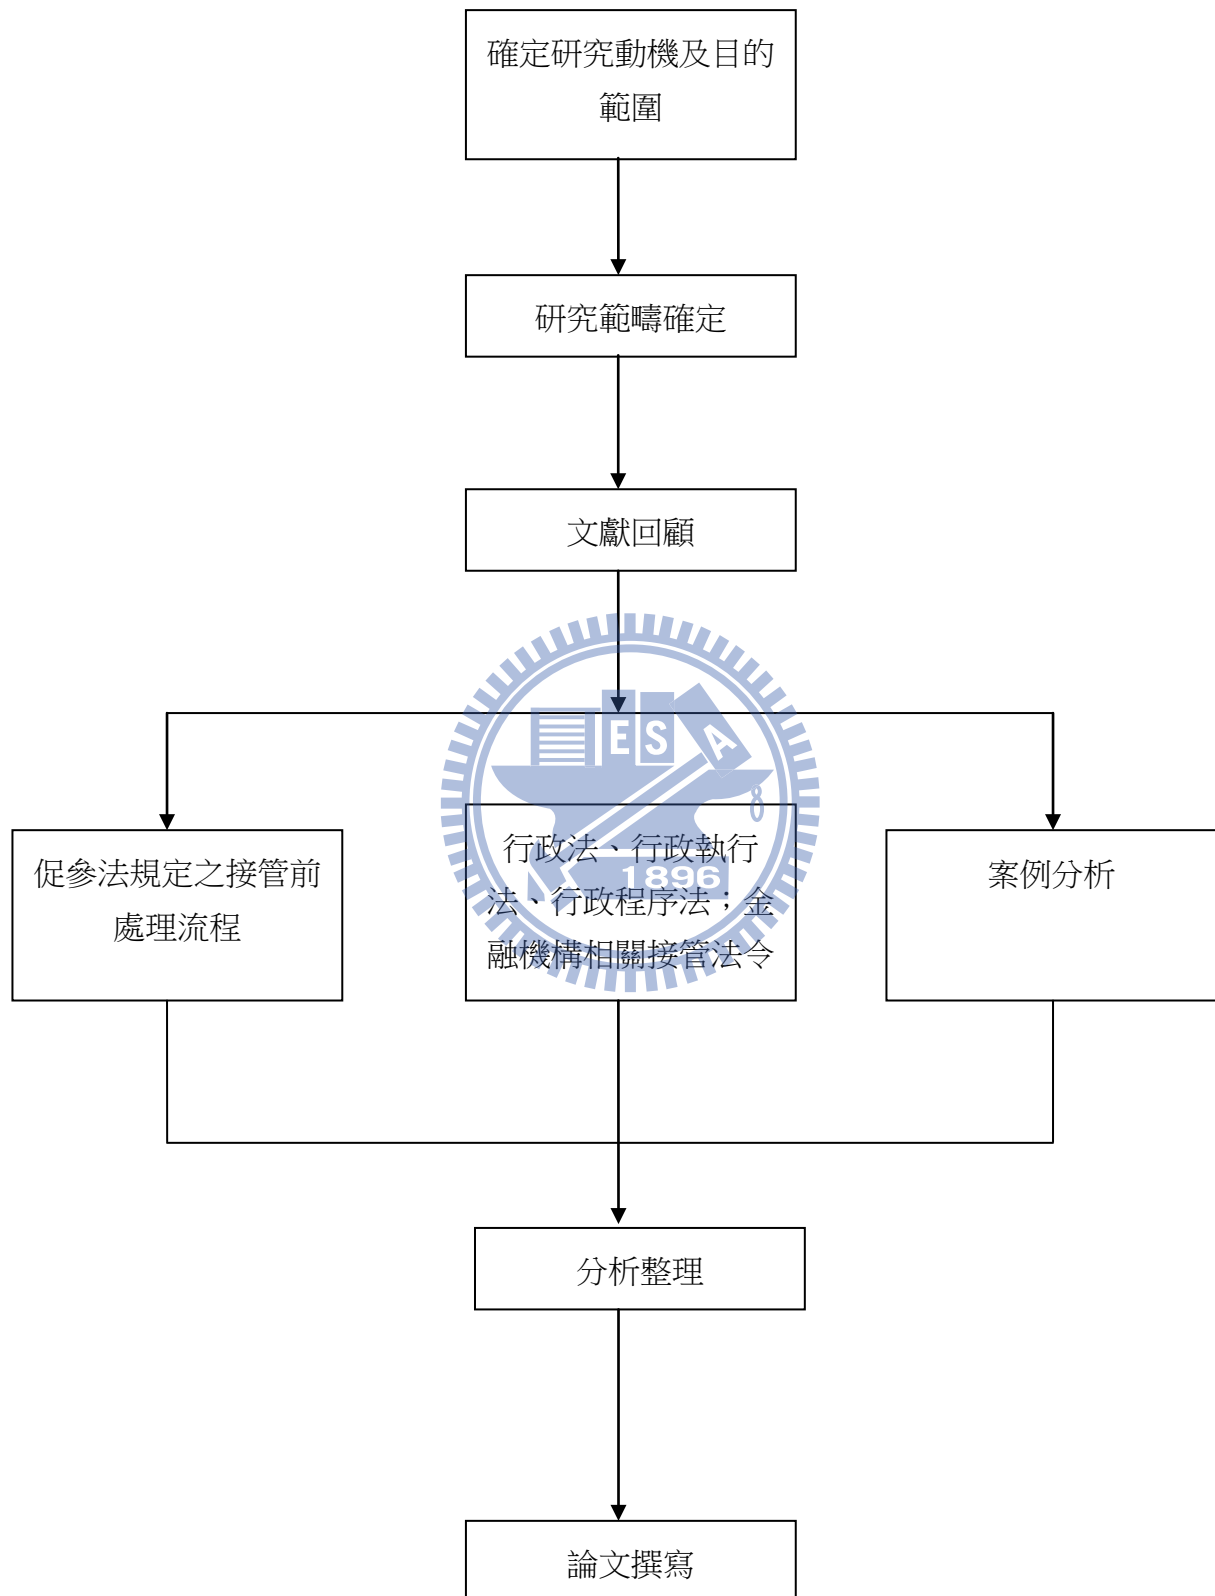 確定研究動機及目的
範圍
研究範疇確定
文獻回顧
E S A
促參法規定之接管前
處理流程
行政法、行政執行
法、行政程序法；金
融機構相關接管法令
1896
案例分析
分析整理
論文撰寫